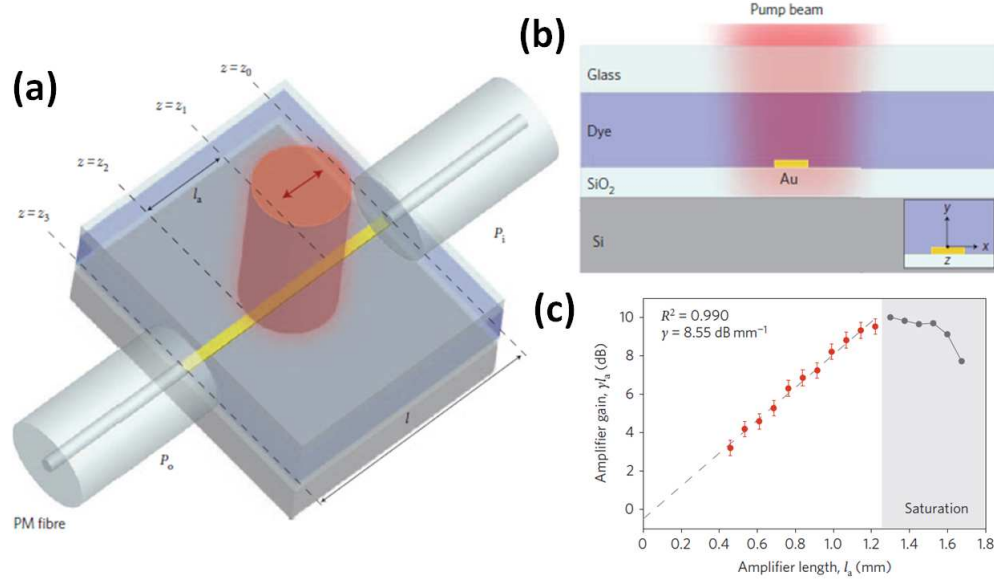 (a)
z = z₀
z = z₁
z = z₂
z = z₃
lₐ
Pᵢ
l
Pₒ
PM fibre
(b)
Pump beam
Glass
Dye
Au
SiO₂
Si
y
x
z
(c)
R² = 0.990
γ = 8.55 dB mm⁻¹
Amplifier gain, γlₐ (dB)
10
8
6
4
2
0
Saturation
0 0.2 0.4 0.6 0.8 1.0 1.2 1.4 1.6 1.8
Amplifier length, lₐ (mm)